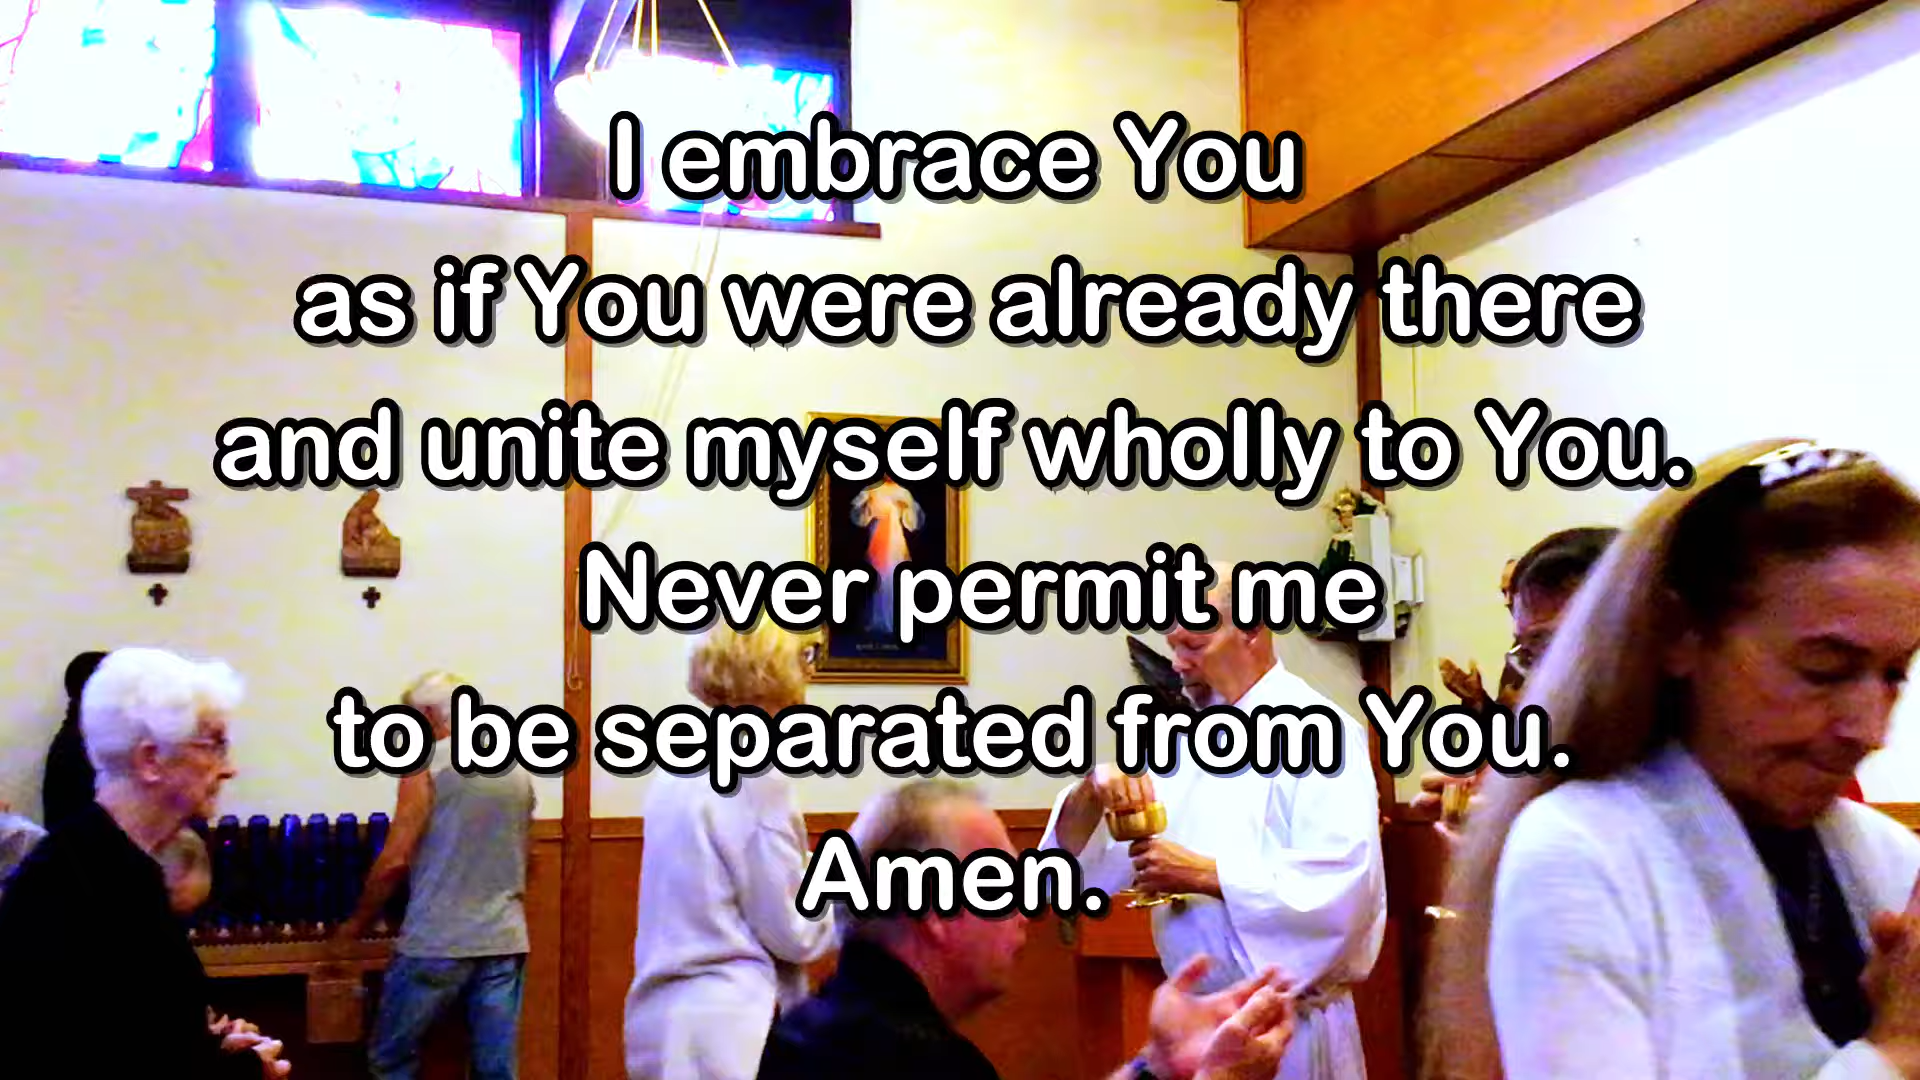 I embrace You
as if You were already there
and unite myself wholly to You.
Never permit me
to be separated from You.
Amen.